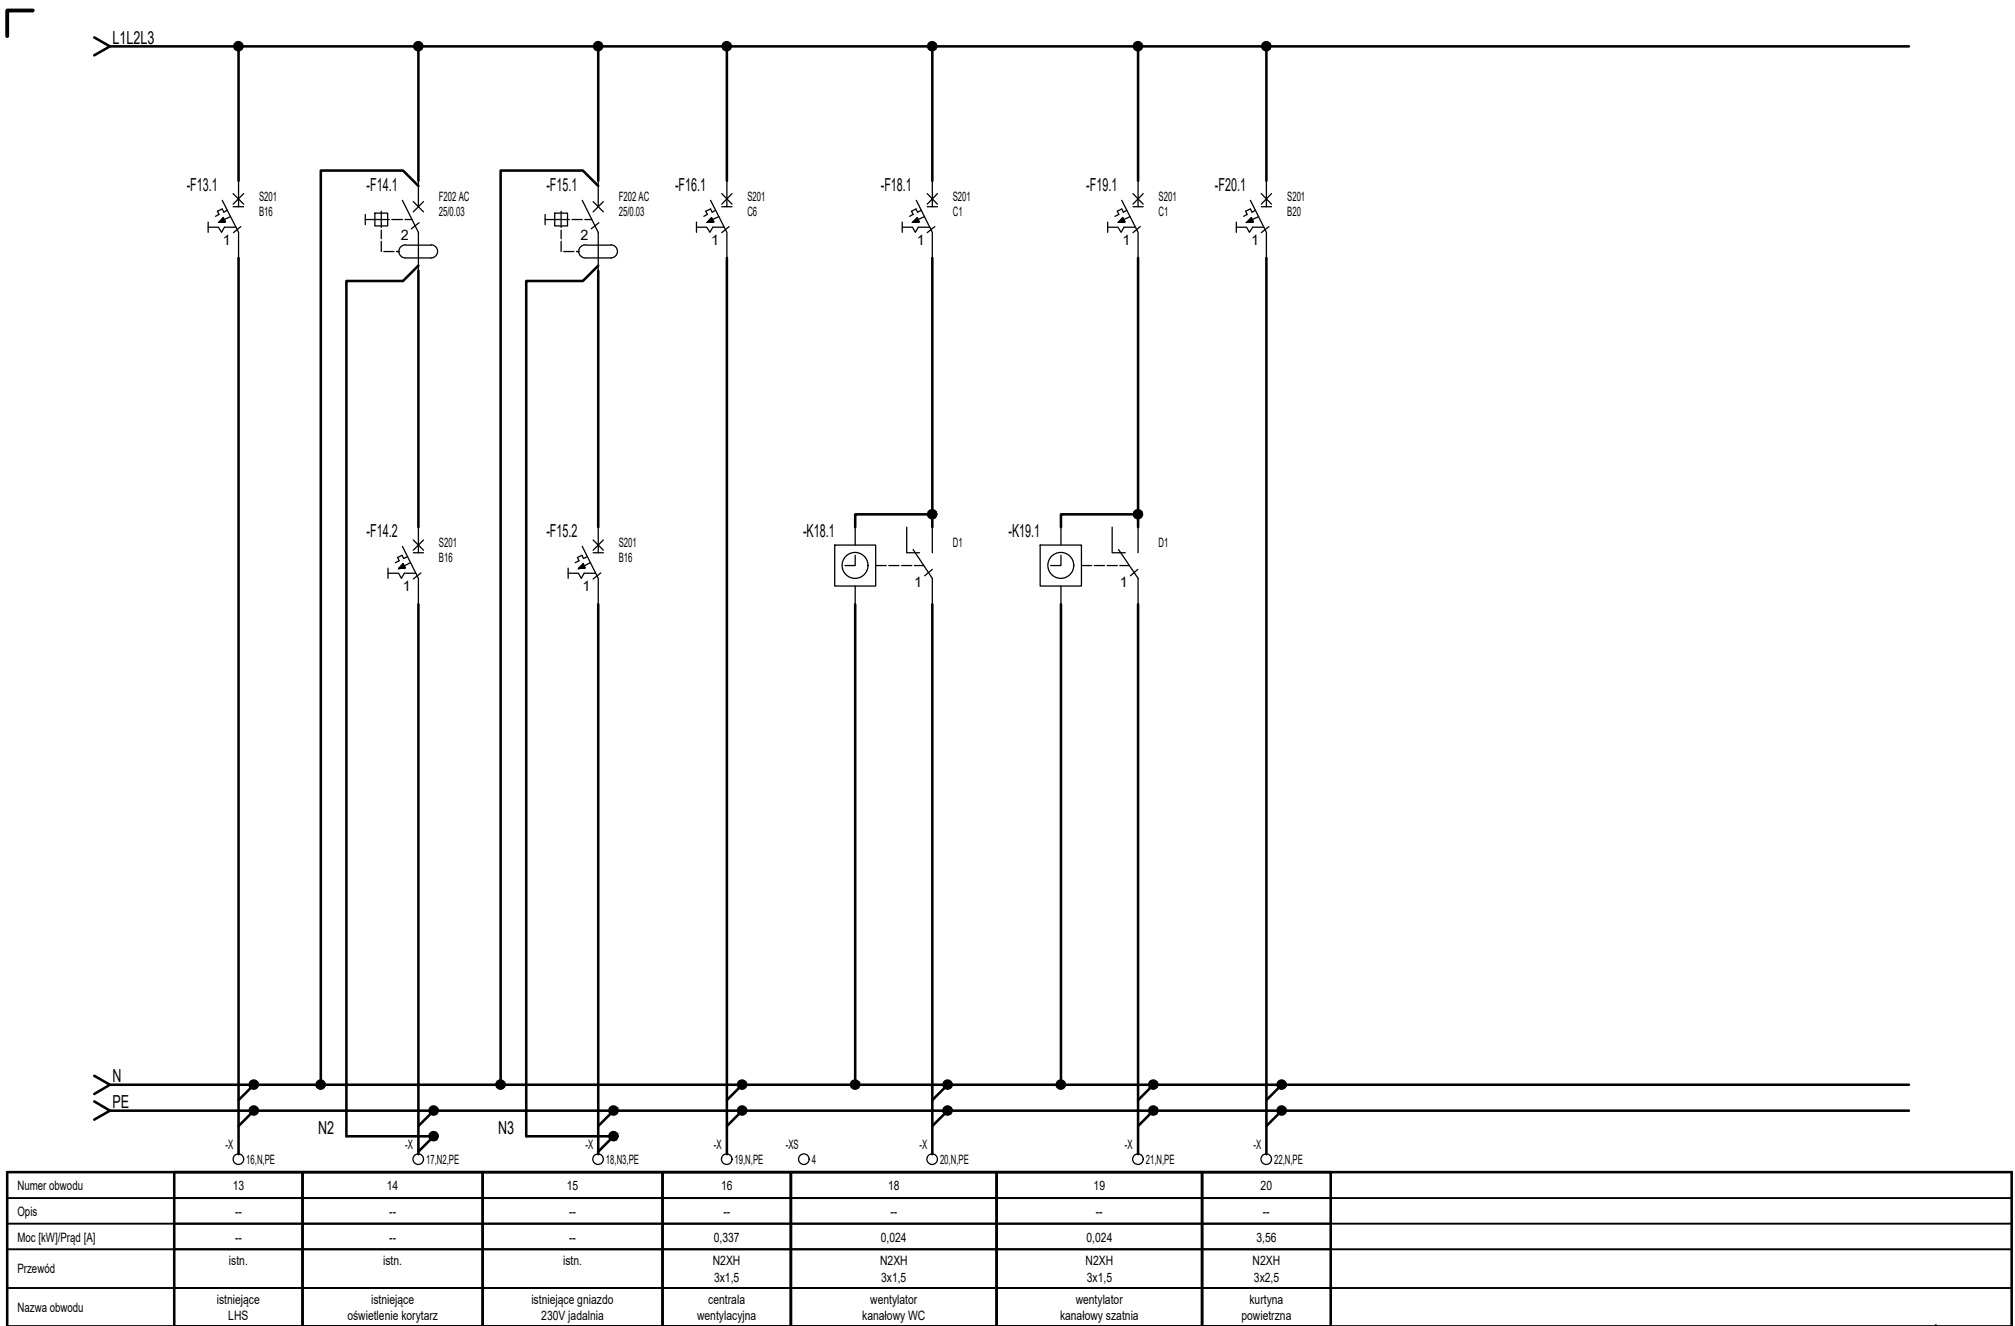 L1L2L3
-F13.1
S201
B16
1
-F14.1
F202 AC
25/0.03
2
-F15.1
F202 AC
25/0.03
2
-F16.1
S201
C6
1
-F18.1
S201
C1
1
-F19.1
S201
C1
1
-F20.1
S201
B20
1
-F14.2
S201
B16
1
-F15.2
S201
B16
1
-K18.1
D1
1
-K19.1
D1
1
N
PE
N2
N3
-X
16,N,PE
-X
17,N2,PE
-X
18,N3,PE
-X
19,N,PE
-XS
4
-X
20,N,PE
-X
21,N,PE
-X
22,N,PE
Numer obwodu 13 14 15 16 18 19 20
Opis -- -- -- -- -- -- --
Moc [kW]/Prąd [A] -- -- -- 0,337 0,024 0,024 3,56
Przewód
istn.
istn.
istn.
N2XH
3x1,5
N2XH
3x1,5
N2XH
3x1,5
N2XH
3x2,5
Nazwa obwodu
istniejące
LHS
istniejące
oświetlenie korytarz
istniejące gniazdo
230V jadalnia
centrala
wentylacyjna
wentylator
kanałowy WC
wentylator
kanałowy szatnia
kurtyna
powietrzna